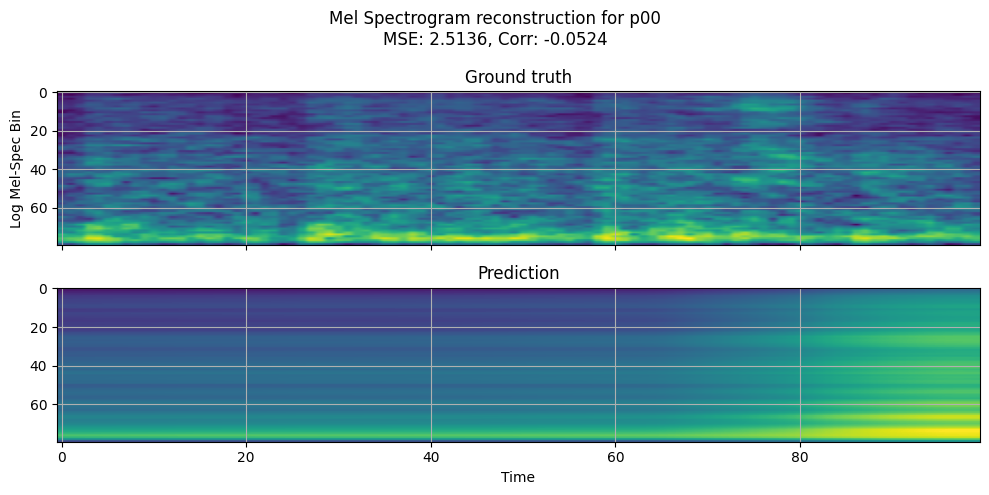 Mel Spectrogram reconstruction for p00
MSE: 2.5136, Corr: -0.0524
Ground truth
0
20
40
60
Log Mel-Spec Bin
Prediction
0
20
40
60
0 20 40 60 80
Time